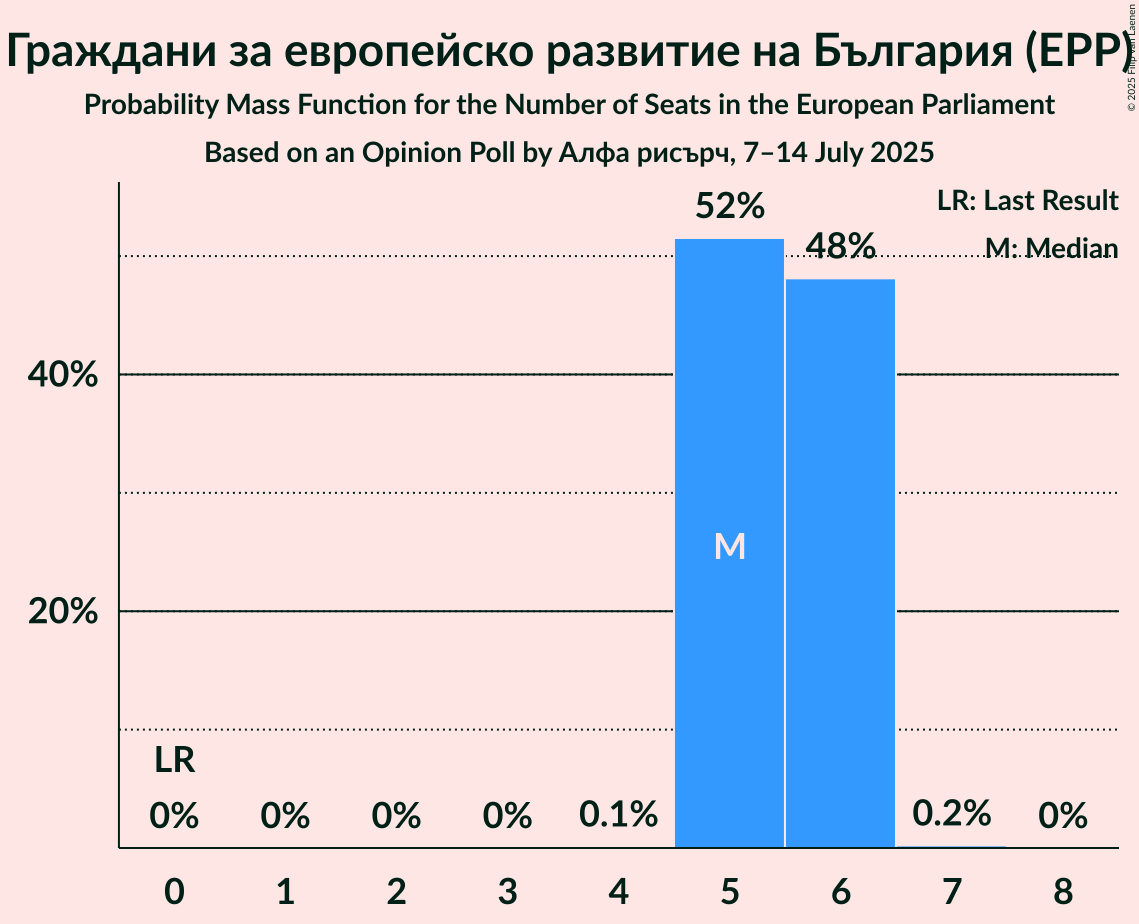 Граждани за европейско развитие на България (EPP)
© 2025 Filip van Laenen
Probability Mass Function for the Number of Seats in the European Parliament
Based on an Opinion Poll by Алфа рисърч, 7–14 July 2025
LR: Last Result
M: Median
52%
48%
40%
M
20%
LR
0% 0% 0% 0% 0.1% 0.2% 0%
0 1 2 3 4 5 6 7 8